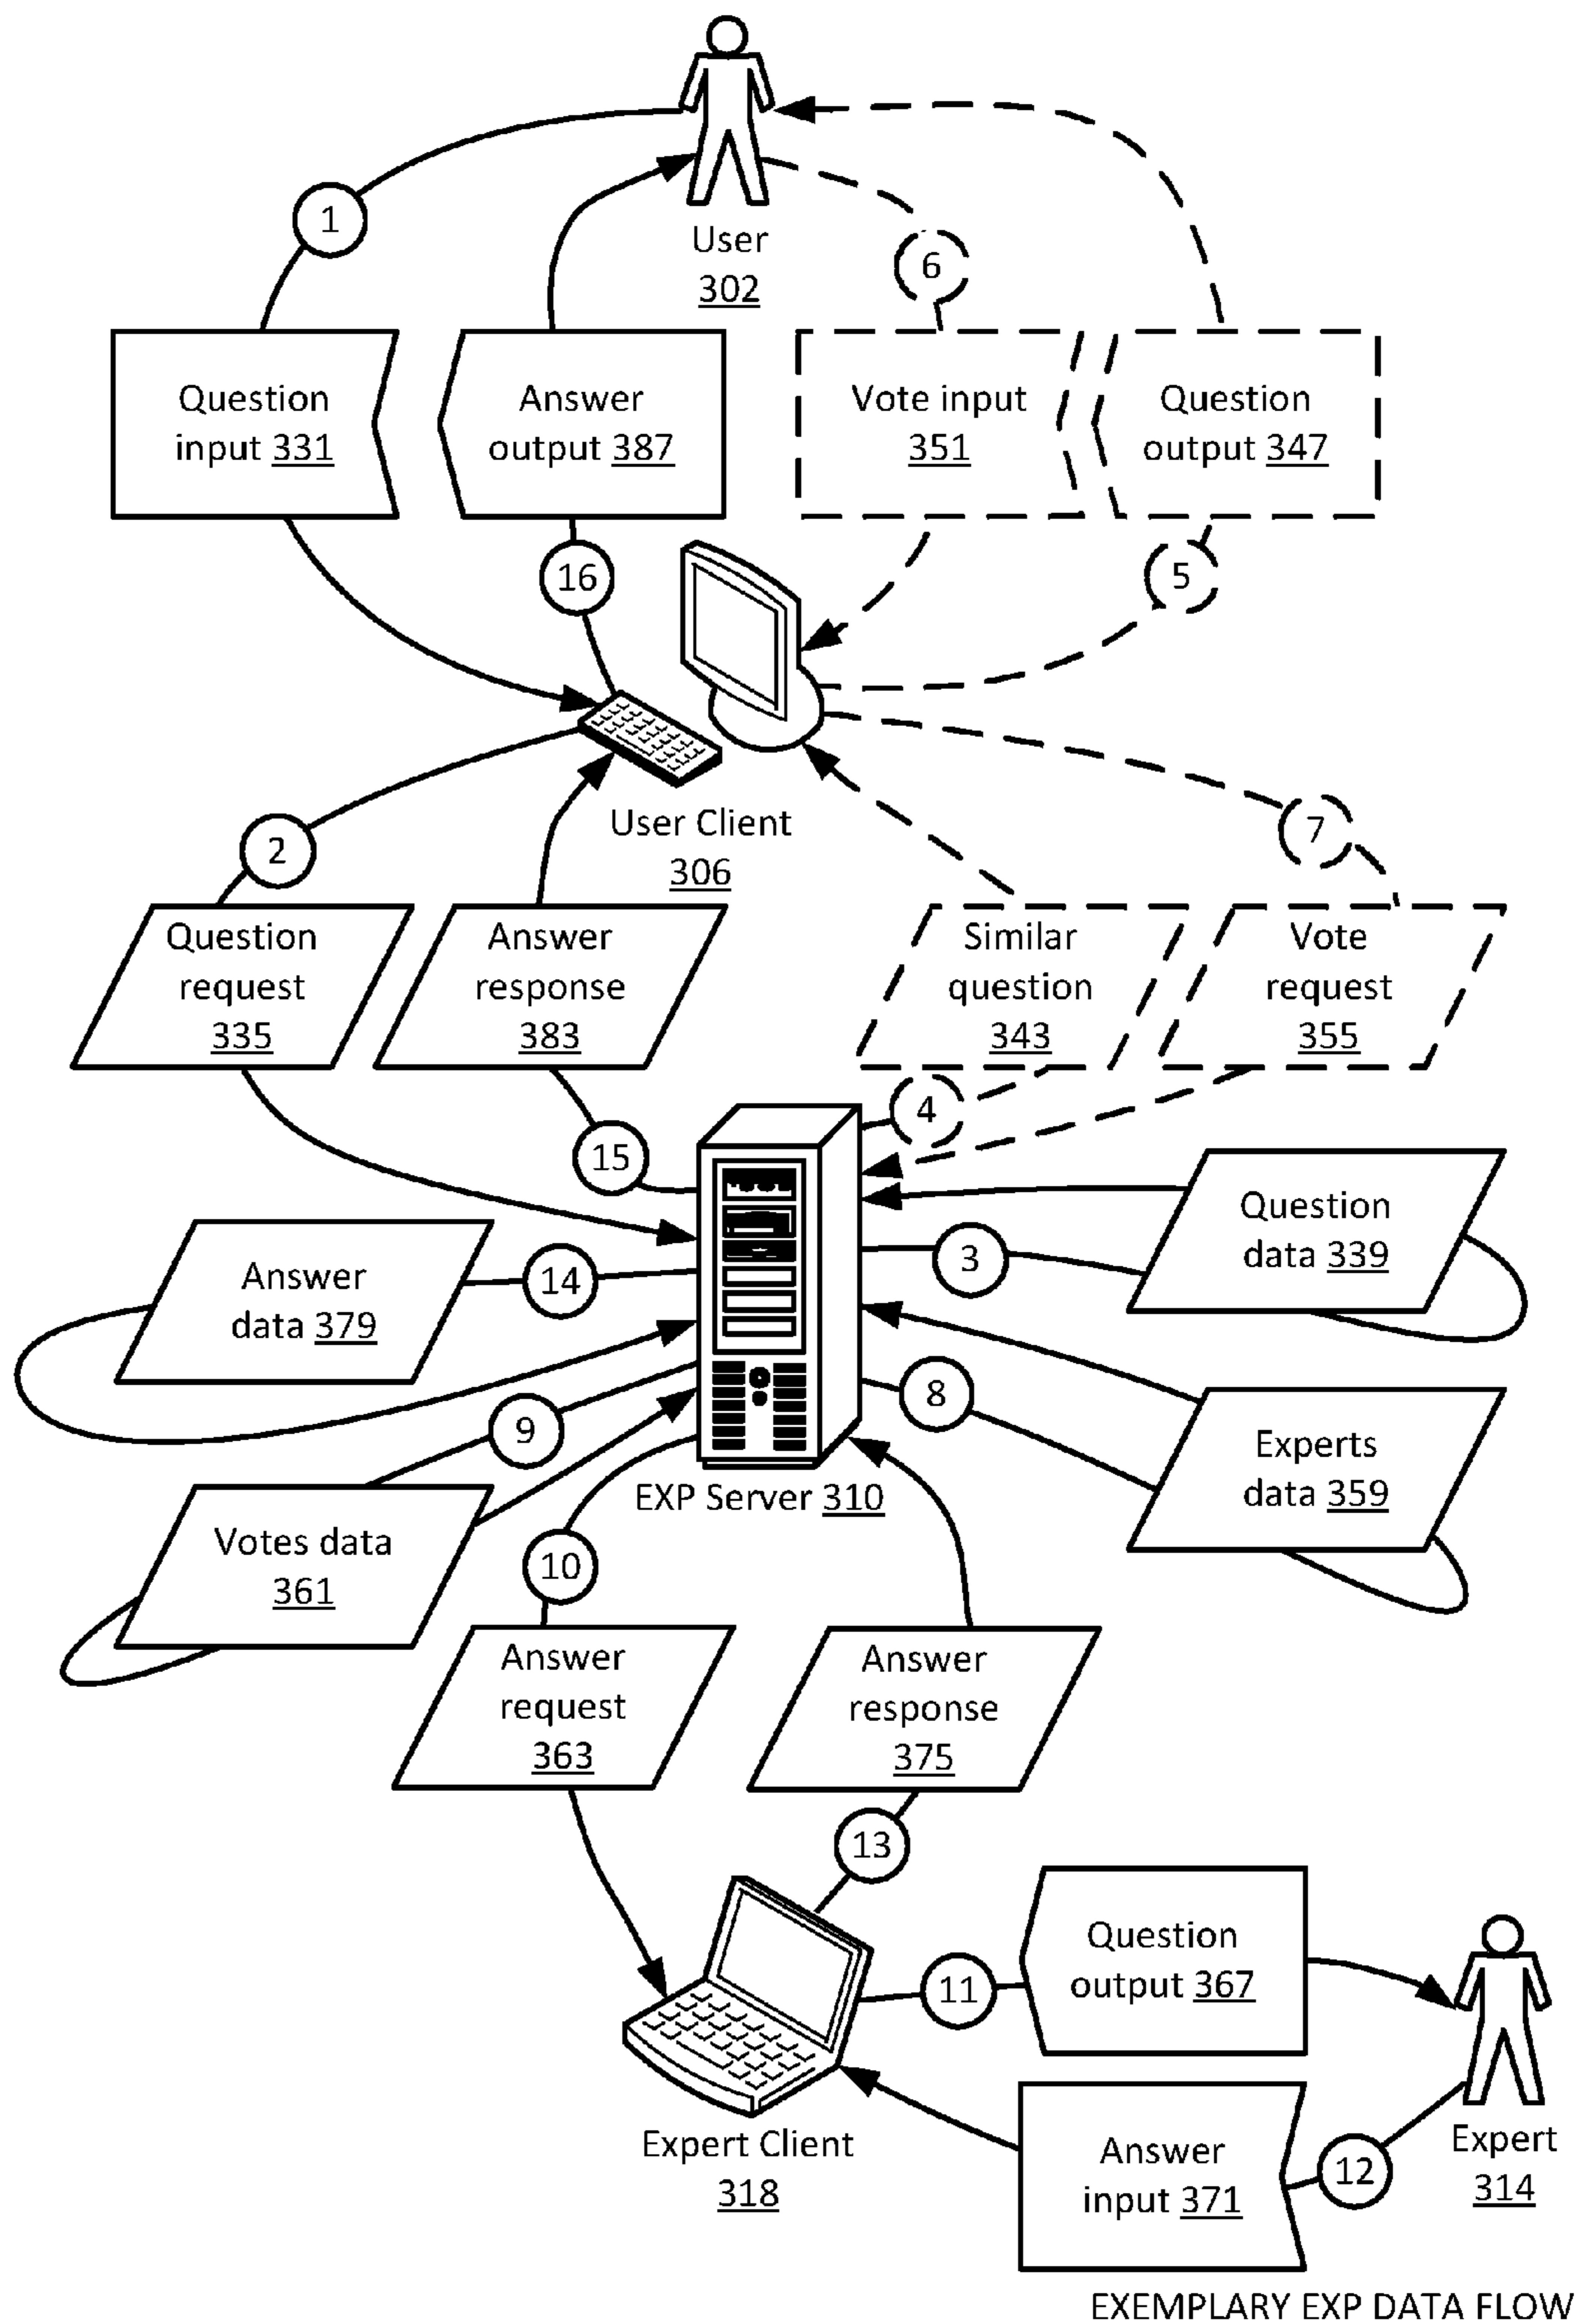 1
User
302
6
Question
input 331
Answer
output 387
Vote input
351
Question
output 347
16
5
User Client
306
2
7
Question
request
335
Answer
response
383
Similar
question
343
Vote
request
355
4
15
Question
data 339
3
Answer
data 379
14
8
9
Experts
data 359
EXP Server 310
Votes data
361
10
Answer
request
363
Answer
response
375
13
Question
output 367
11
Expert Client
318
Answer
input 371
12
Expert
314
EXEMPLARY EXP DATA FLOW